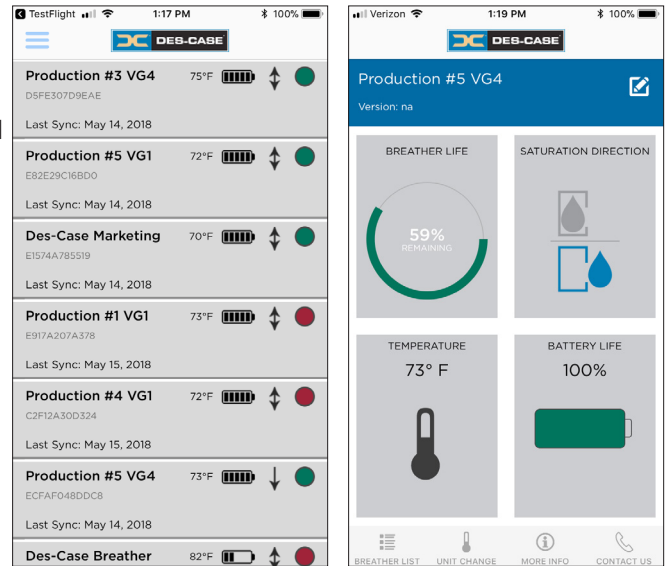 TestFlight 1:17 PM 100%
DES-CASE
Production #3 VG4 75°F
D5FE307D9EAE
Last Sync: May 14, 2018
Production #5 VG1 72°F
E82E29C16BD0
Last Sync: May 14, 2018
Des-Case Marketing 70°F
E1574A785519
Last Sync: May 14, 2018
Production #1 VG1 73°F
E917A207A378
Last Sync: May 15, 2018
Production #4 VG1 72°F
C2F12A30D324
Last Sync: May 15, 2018
Production #5 VG4 73°F
ECFAF048DDC8
Last Sync: May 14, 2018
Des-Case Breather 82°F
Verizon 1:19 PM 100%
DES-CASE
Production #5 VG4
Version: na
BREATHER LIFE
59%
REMAINING
SATURATION DIRECTION
TEMPERATURE
73° F
BATTERY LIFE
100%
BREATHER LIST UNIT CHANGE MORE INFO CONTACT US